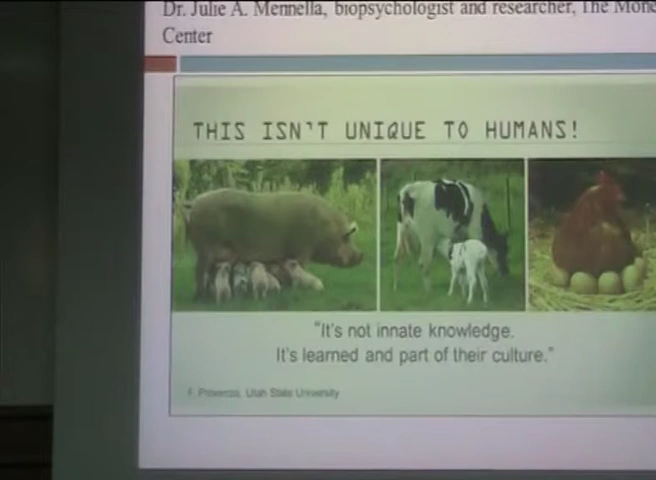 Dr. Julie A. Mennella, biopsychologist and researcher, The Mone
Center
THIS ISN'T UNIQUE TO HUMANS!
"It's not innate knowledge.
It's learned and part of their culture."
F. Provenza, Utah State University